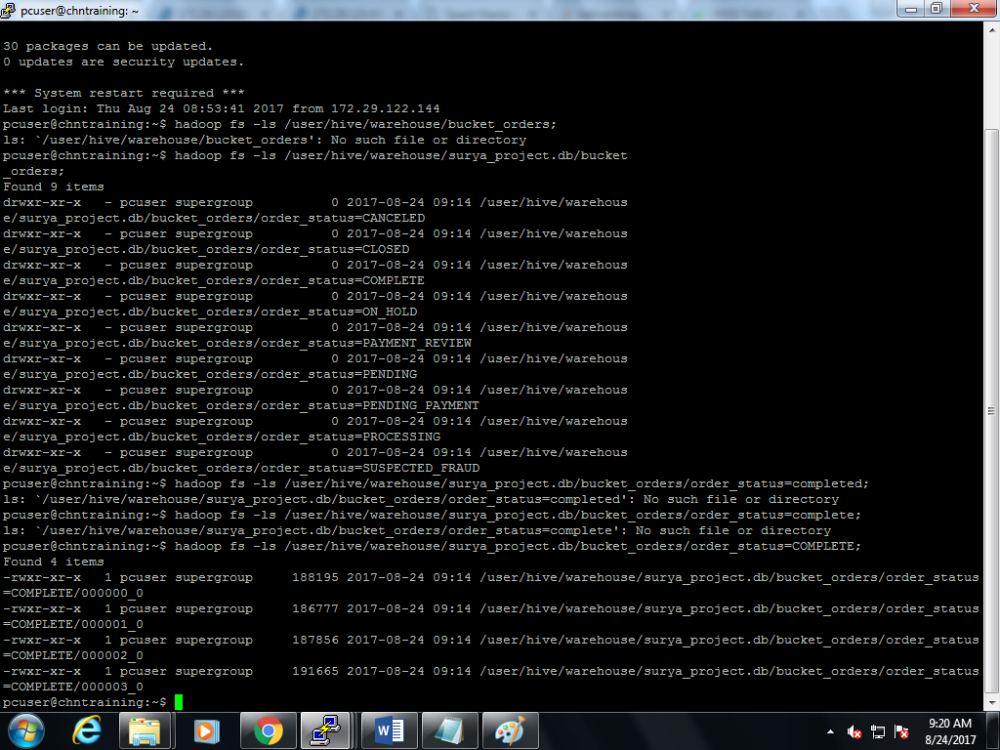 pcuser@chntraining: ~
30 packages can be updated.
0 updates are security updates.
*** System restart required ***
Last login: Thu Aug 24 08:53:41 2017 from 172.29.122.144
pcuser@chntraining:~$ hadoop fs -ls /user/hive/warehouse/bucket_orders;
ls: `/user/hive/warehouse/bucket_orders': No such file or directory
pcuser@chntraining:~$ hadoop fs -ls /user/hive/warehouse/surya_project.db/bucket
_orders;
Found 9 items
drwxr-xr-x   - pcuser supergroup          0 2017-08-24 09:14 /user/hive/warehous
e/surya_project.db/bucket_orders/order_status=CANCELED
drwxr-xr-x   - pcuser supergroup          0 2017-08-24 09:14 /user/hive/warehous
e/surya_project.db/bucket_orders/order_status=CLOSED
drwxr-xr-x   - pcuser supergroup          0 2017-08-24 09:14 /user/hive/warehous
e/surya_project.db/bucket_orders/order_status=COMPLETE
drwxr-xr-x   - pcuser supergroup          0 2017-08-24 09:14 /user/hive/warehous
e/surya_project.db/bucket_orders/order_status=ON_HOLD
drwxr-xr-x   - pcuser supergroup          0 2017-08-24 09:14 /user/hive/warehous
e/surya_project.db/bucket_orders/order_status=PAYMENT_REVIEW
drwxr-xr-x   - pcuser supergroup          0 2017-08-24 09:14 /user/hive/warehous
e/surya_project.db/bucket_orders/order_status=PENDING
drwxr-xr-x   - pcuser supergroup          0 2017-08-24 09:14 /user/hive/warehous
e/surya_project.db/bucket_orders/order_status=PENDING_PAYMENT
drwxr-xr-x   - pcuser supergroup          0 2017-08-24 09:14 /user/hive/warehous
e/surya_project.db/bucket_orders/order_status=PROCESSING
drwxr-xr-x   - pcuser supergroup          0 2017-08-24 09:14 /user/hive/warehous
e/surya_project.db/bucket_orders/order_status=SUSPECTED_FRAUD
pcuser@chntraining:~$ hadoop fs -ls /user/hive/warehouse/surya_project.db/bucket_orders/order_status=completed;
ls: `/user/hive/warehouse/surya_project.db/bucket_orders/order_status=completed': No such file or directory
pcuser@chntraining:~$ hadoop fs -ls /user/hive/warehouse/surya_project.db/bucket_orders/order_status=complete;
ls: `/user/hive/warehouse/surya_project.db/bucket_orders/order_status=complete': No such file or directory
pcuser@chntraining:~$ hadoop fs -ls /user/hive/warehouse/surya_project.db/bucket_orders/order_status=COMPLETE;
Found 4 items
-rwxr-xr-x   1 pcuser supergroup     188195 2017-08-24 09:14 /user/hive/warehouse/surya_project.db/bucket_orders/order_status
=COMPLETE/000000_0
-rwxr-xr-x   1 pcuser supergroup     186777 2017-08-24 09:14 /user/hive/warehouse/surya_project.db/bucket_orders/order_status
=COMPLETE/000001_0
-rwxr-xr-x   1 pcuser supergroup     187856 2017-08-24 09:14 /user/hive/warehouse/surya_project.db/bucket_orders/order_status
=COMPLETE/000002_0
-rwxr-xr-x   1 pcuser supergroup     191665 2017-08-24 09:14 /user/hive/warehouse/surya_project.db/bucket_orders/order_status
=COMPLETE/000003_0
pcuser@chntraining:~$
9:20 AM
8/24/2017